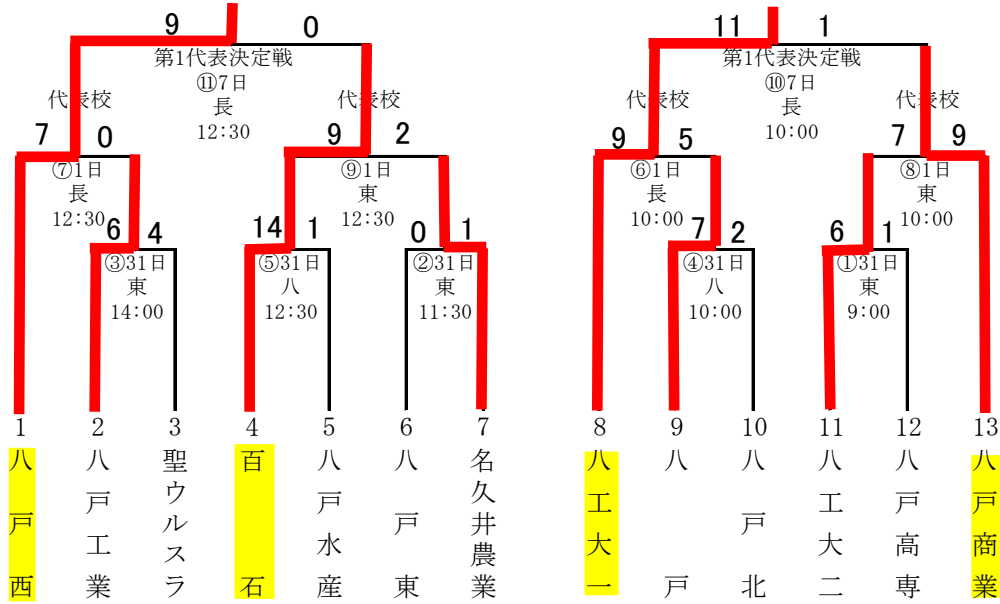 9 0
第1代表決定戦
⑪7日
長
12:30
代表校
代表校
7 0
⑦1日
長
12:30
9 2
⑨1日
東
12:30
6 4
③31日
東
14:00
14 1
⑤31日
八
12:30
0 1
②31日
東
11:30
1
八戸西
2
八戸工業
3
聖ウルスラ
4
百石
5
八戸水産
6
八戸東
7
名久井農業
11 1
第1代表決定戦
⑩7日
長
10:00
代表校
代表校
9 5
⑥1日
長
10:00
7 9
⑧1日
東
10:00
7 2
④31日
八
10:00
6 1
①31日
東
9:00
8
八工大一
9
八戸
10
八戸北
11
八工大二
12
八戸高専
13
八戸商業